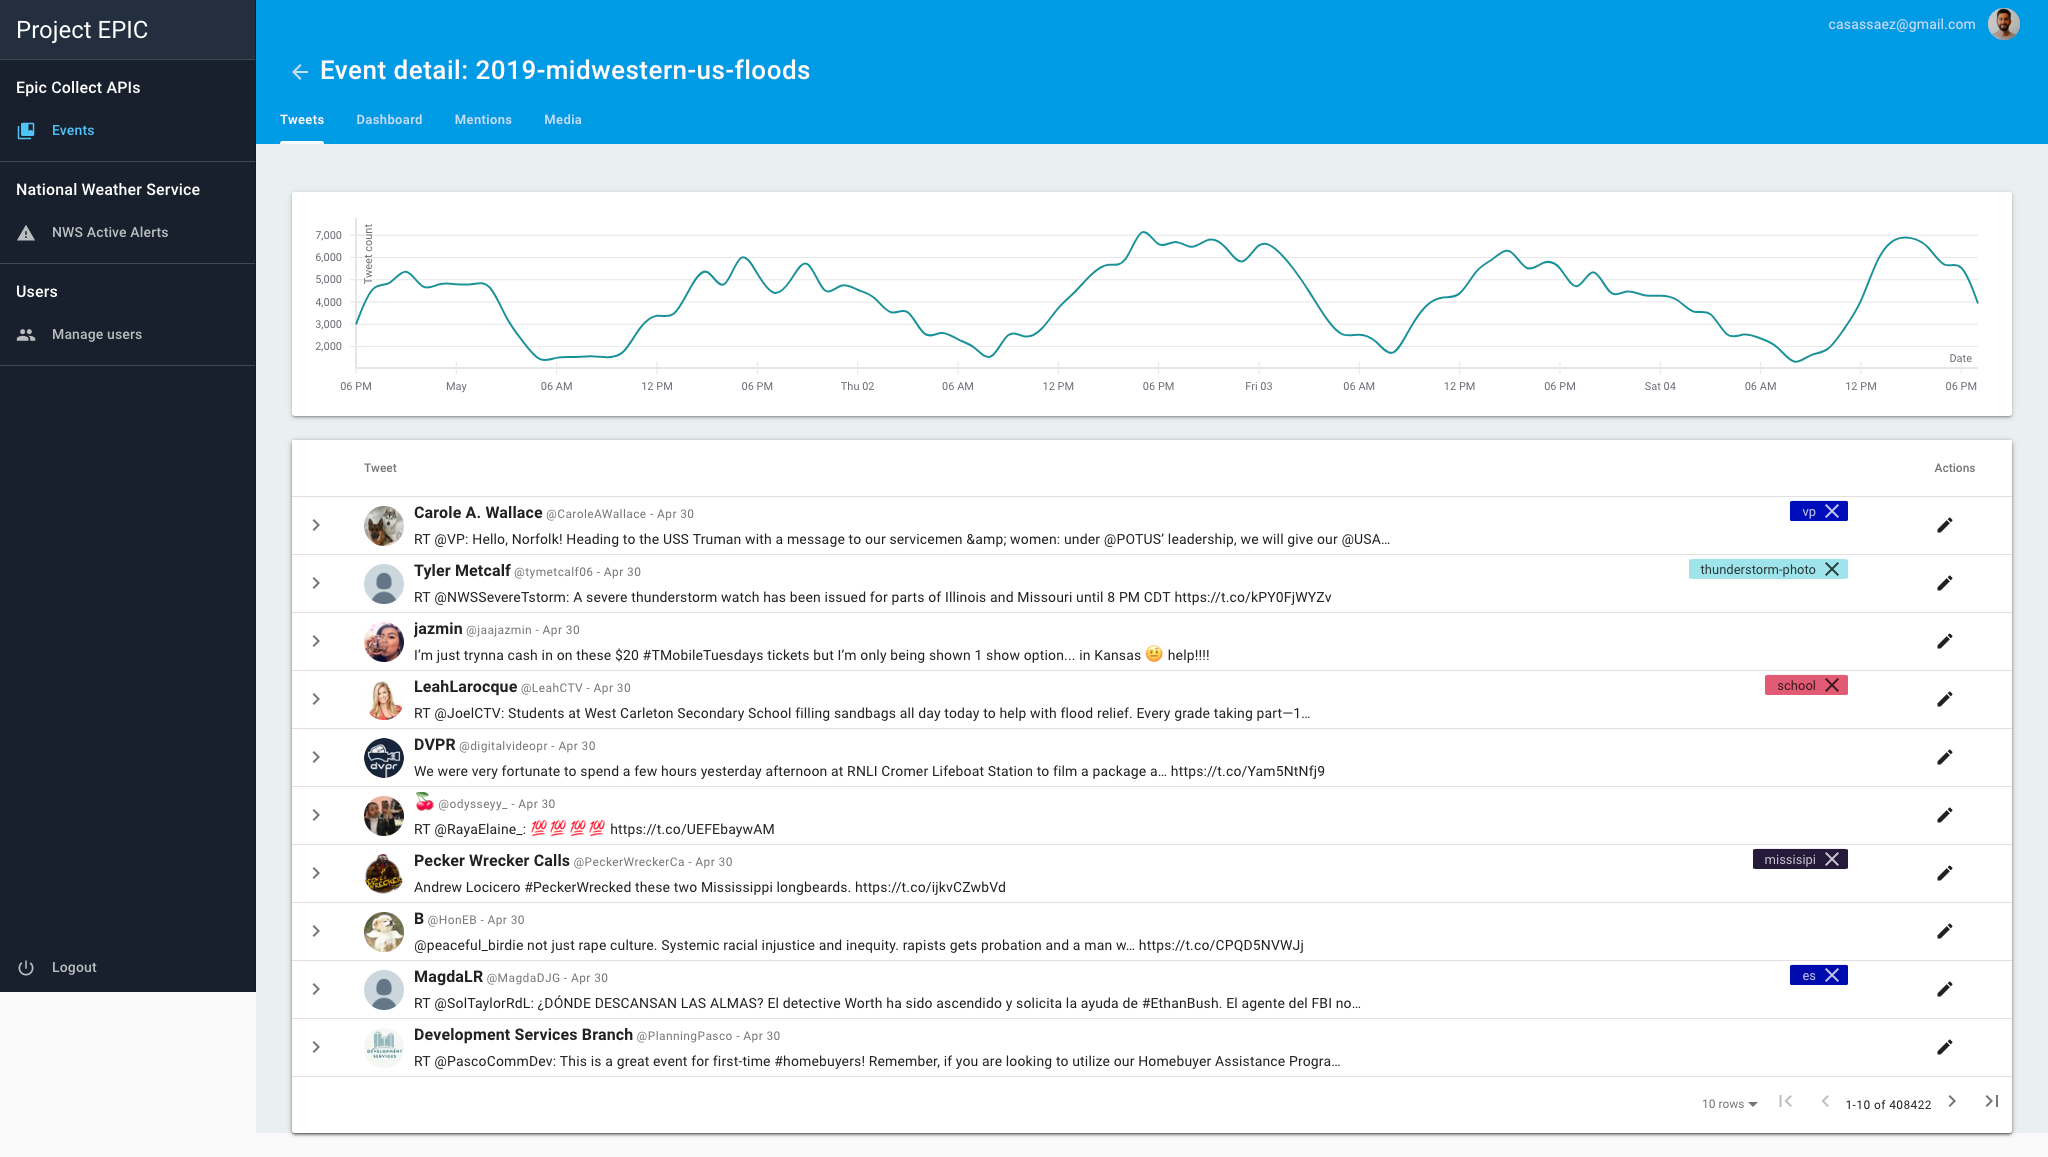 Project EPIC
casassaez@gmail.com
Event detail: 2019-midwestern-us-floods
Epic Collect APIs
Events
Tweets Dashboard Mentions Media
National Weather Service
NWS Active Alerts
Users
Manage users
Logout
Tweet count
7,000
6,000
5,000
4,000
3,000
2,000
Date
06 PM May 06 AM 12 PM 06 PM Thu 02 06 AM 12 PM 06 PM Fri 03 06 AM 12 PM 06 PM Sat 04 06 AM 12 PM 06 PM
Tweet Actions
Carole A. Wallace @CaroleAWallace - Apr 30 vp
RT @VP: Hello, Norfolk! Heading to the USS Truman with a message to our servicemen &amp; women: under @POTUS’ leadership, we will give our @USA…
Tyler Metcalf @tymetcalf06 - Apr 30 thunderstorm-photo
RT @NWSSevereTstorm: A severe thunderstorm watch has been issued for parts of Illinois and Missouri until 8 PM CDT https://t.co/kPY0FjWYZv
jazmin @jaajazmin - Apr 30
I’m just trynna cash in on these $20 #TMobileTuesdays tickets but I’m only being shown 1 show option... in Kansas 🤨 help!!!!
LeahLarocque @LeahCTV - Apr 30 school
RT @JoelCTV: Students at West Carleton Secondary School filling sandbags all day today to help with flood relief. Every grade taking part—1…
DVPR @digitalvideopr - Apr 30
We were very fortunate to spend a few hours yesterday afternoon at RNLI Cromer Lifeboat Station to film a package a… https://t.co/Yam5NtNfj9
🍒 @odysseyy_ - Apr 30
RT @RayaElaine_: 💯💯💯💯 https://t.co/UEFEbaywAM
Pecker Wrecker Calls @PeckerWreckerCa - Apr 30 missisipi
Andrew Locicero #PeckerWrecked these two Mississippi longbeards. https://t.co/ijkvCZwbVd
B @HonEB - Apr 30
@peaceful_birdie not just rape culture. Systemic racial injustice and inequity. rapists gets probation and a man w… https://t.co/CPQD5NVWJj
MagdaLR @MagdaDJG - Apr 30 es
RT @SolTaylorRdL: ¿DÓNDE DESCANSAN LAS ALMAS? El detective Worth ha sido ascendido y solicita la ayuda de #EthanBush. El agente del FBI no…
Development Services Branch @PlanningPasco - Apr 30
RT @PascoCommDev: This is a great event for first-time #homebuyers! Remember, if you are looking to utilize our Homebuyer Assistance Progra…
10 rows 1-10 of 408422